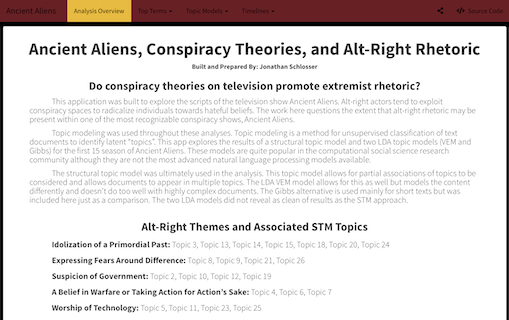 Ancient Aliens Analysis Overview Top Terms Topic Models Timelines Source Code
Ancient Aliens, Conspiracy Theories, and Alt-Right Rhetoric
Built and Prepared By: Jonathan Schlosser
Do conspiracy theories on television promote extremist rhetoric?
This application was built to explore the scripts of the television show Ancient Aliens. Alt-right actors tend to exploit
conspiracy spaces to radicalize individuals towards hateful beliefs. The work here questions the extent that alt-right rhetoric may be
present within one of the most recognizable conspiracy shows, Ancient Aliens.
Topic modeling was used throughout these analyses. Topic modeling is a method for unsupervised classification of text
documents to identify latent "topics". This app explores the results of a structural topic model and two LDA topic models (VEM and
Gibbs) for the first 15 season of Ancient Aliens. These models are quite popular in the computational social science research
community although they are not the most advanced natural language processing models available.
The structural topic model was ultimately used in the analysis. This topic model allows for partial associations of topics to be
considered and allows documents to appear in multiple topics. The LDA VEM model allows for this as well but models the content
differently and doesn't do too well with highly complex documents. The Gibbs alternative is used mainly for short texts but was
included here just as a comparison. The two LDA models did not reveal as clean of results as the STM approach.
Alt-Right Themes and Associated STM Topics
Idolization of a Primordial Past: Topic 3, Topic 13, Topic 14, Topic 15, Topic 18, Topic 20, Topic 24
Expressing Fears Around Difference: Topic 8, Topic 9, Topic 21, Topic 26
Suspicion of Government: Topic 2, Topic 10, Topic 12, Topic 19
A Belief in Warfare or Taking Action for Action's Sake: Topic 4, Topic 6, Topic 7
Worship of Technology: Topic 5, Topic 11, Topic 23, Topic 25